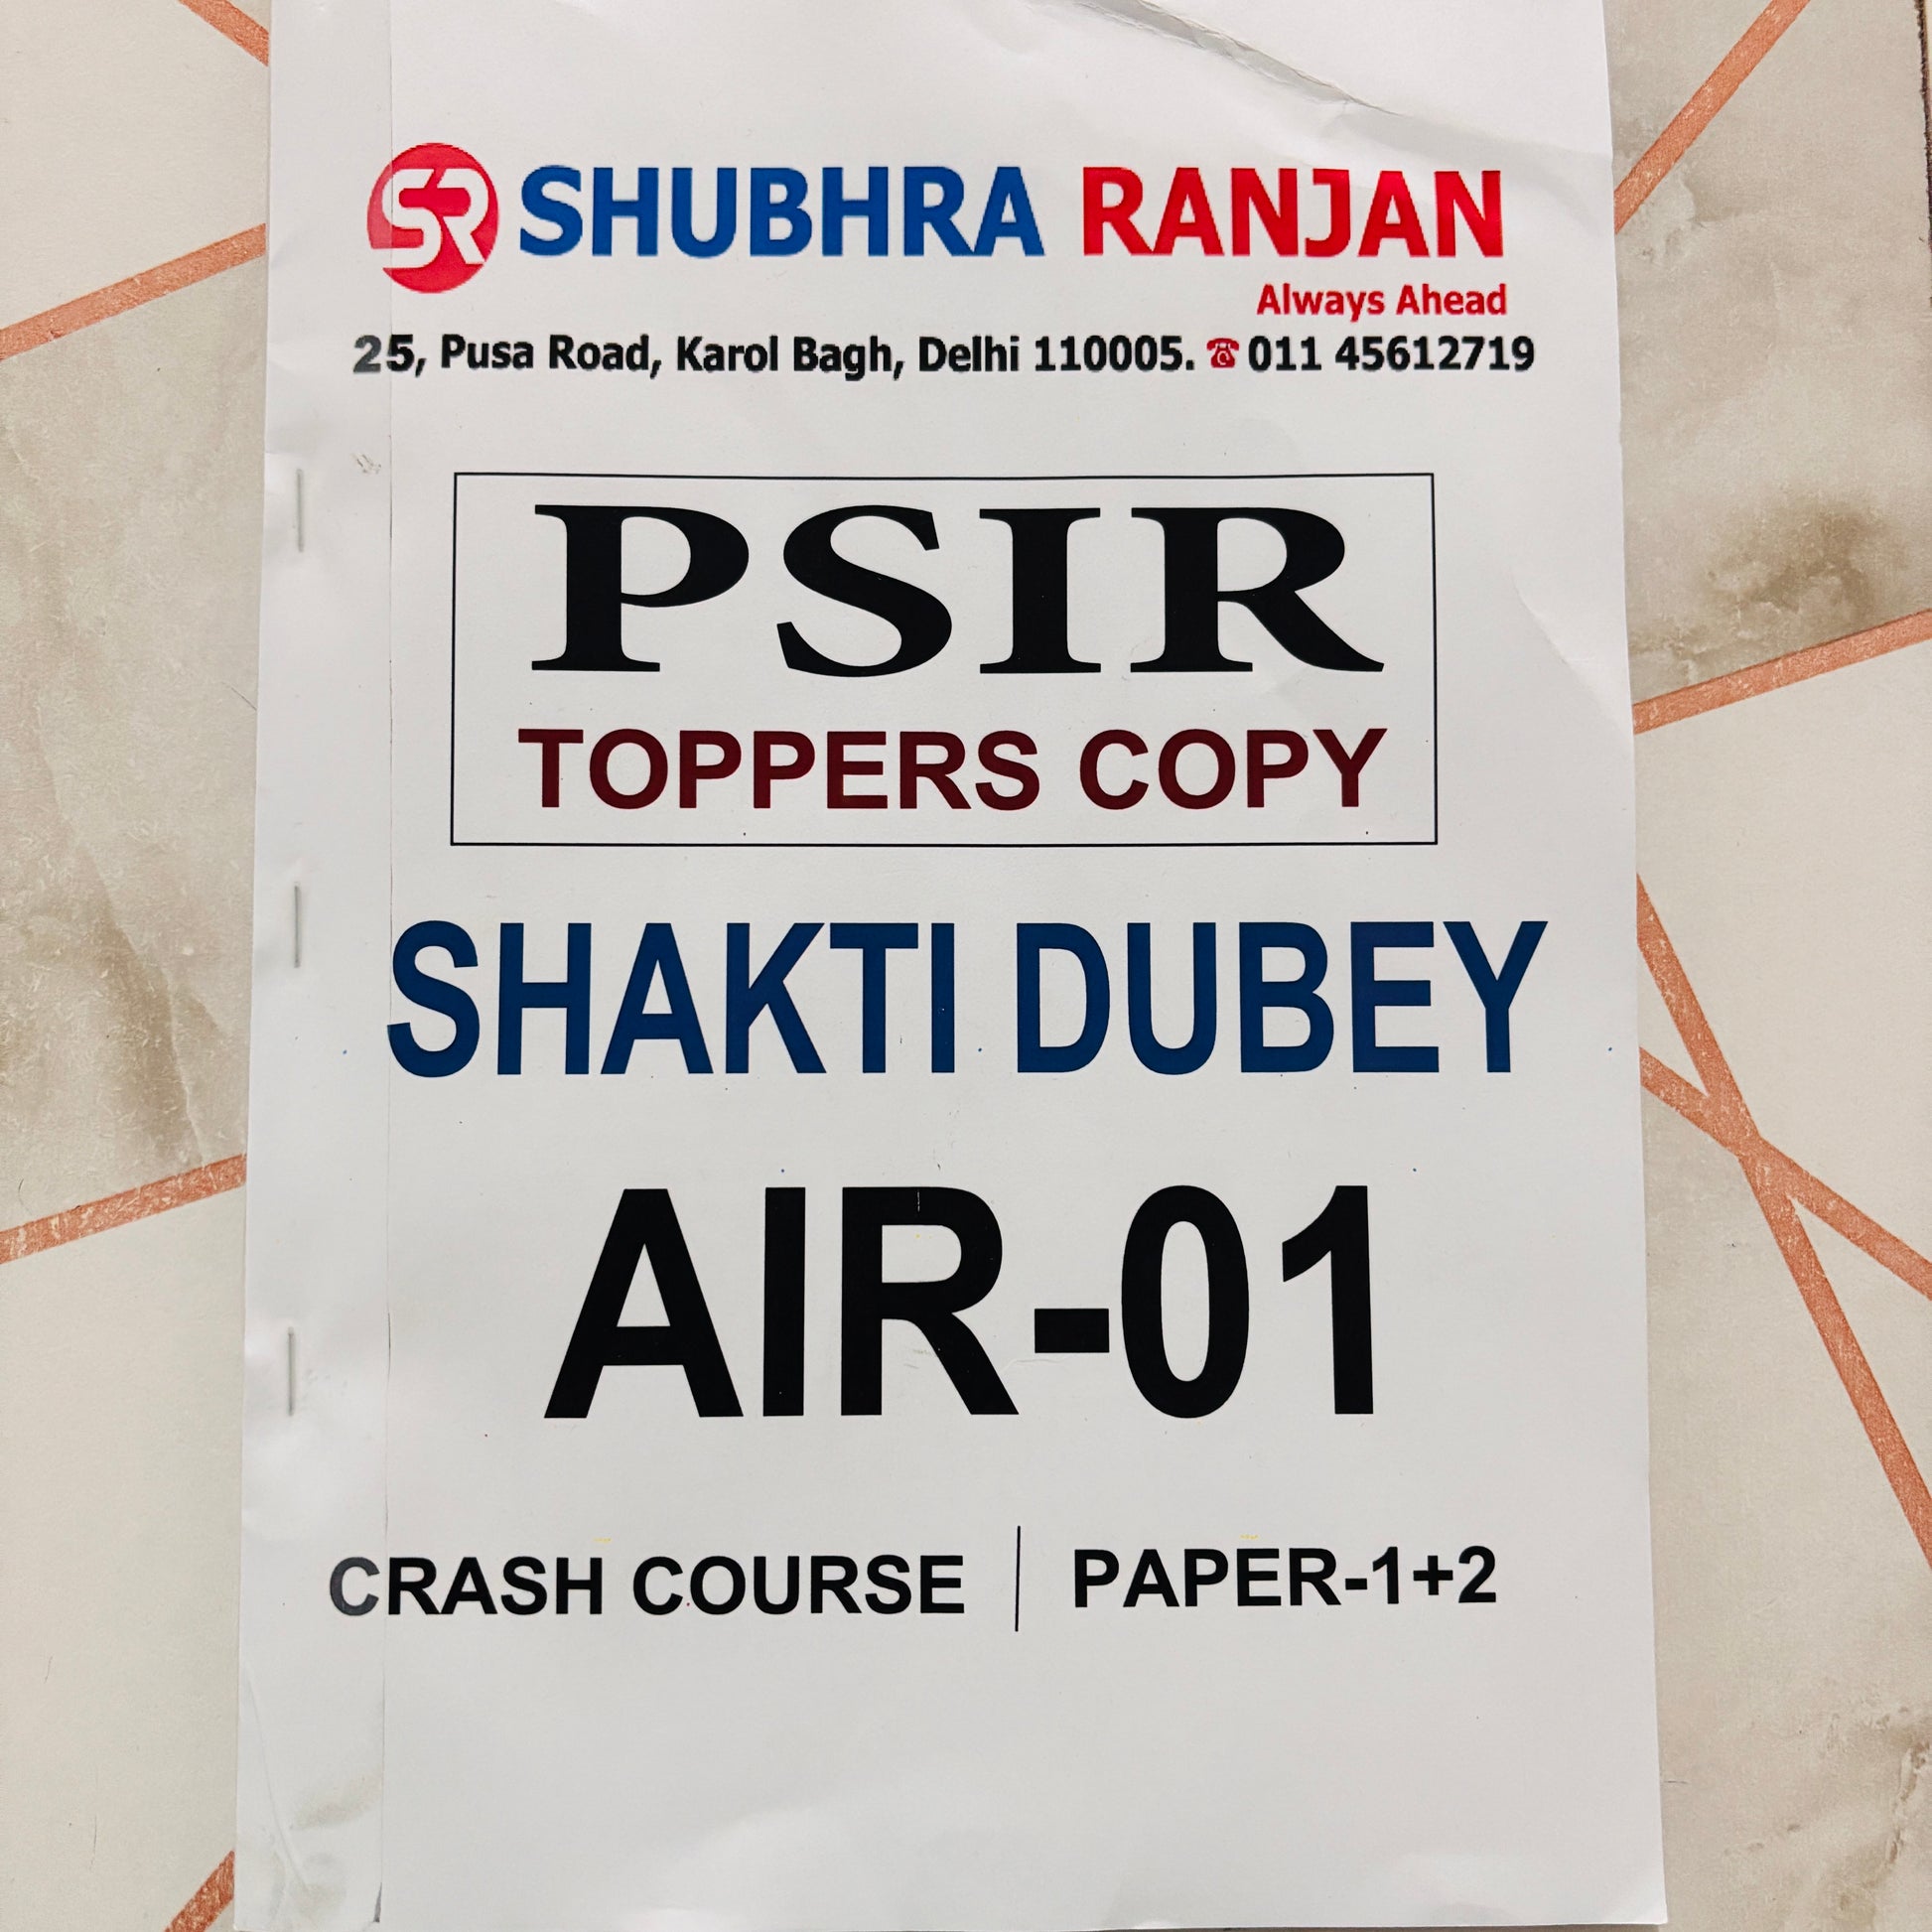 SR SHUBHRA RANJAN
Always Ahead
25, Pusa Road, Karol Bagh, Delhi 110005. ☎ 011 45612719
PSIR
TOPPERS COPY
SHAKTI DUBEY
AIR-01
CRASH COURSE | PAPER-1+2